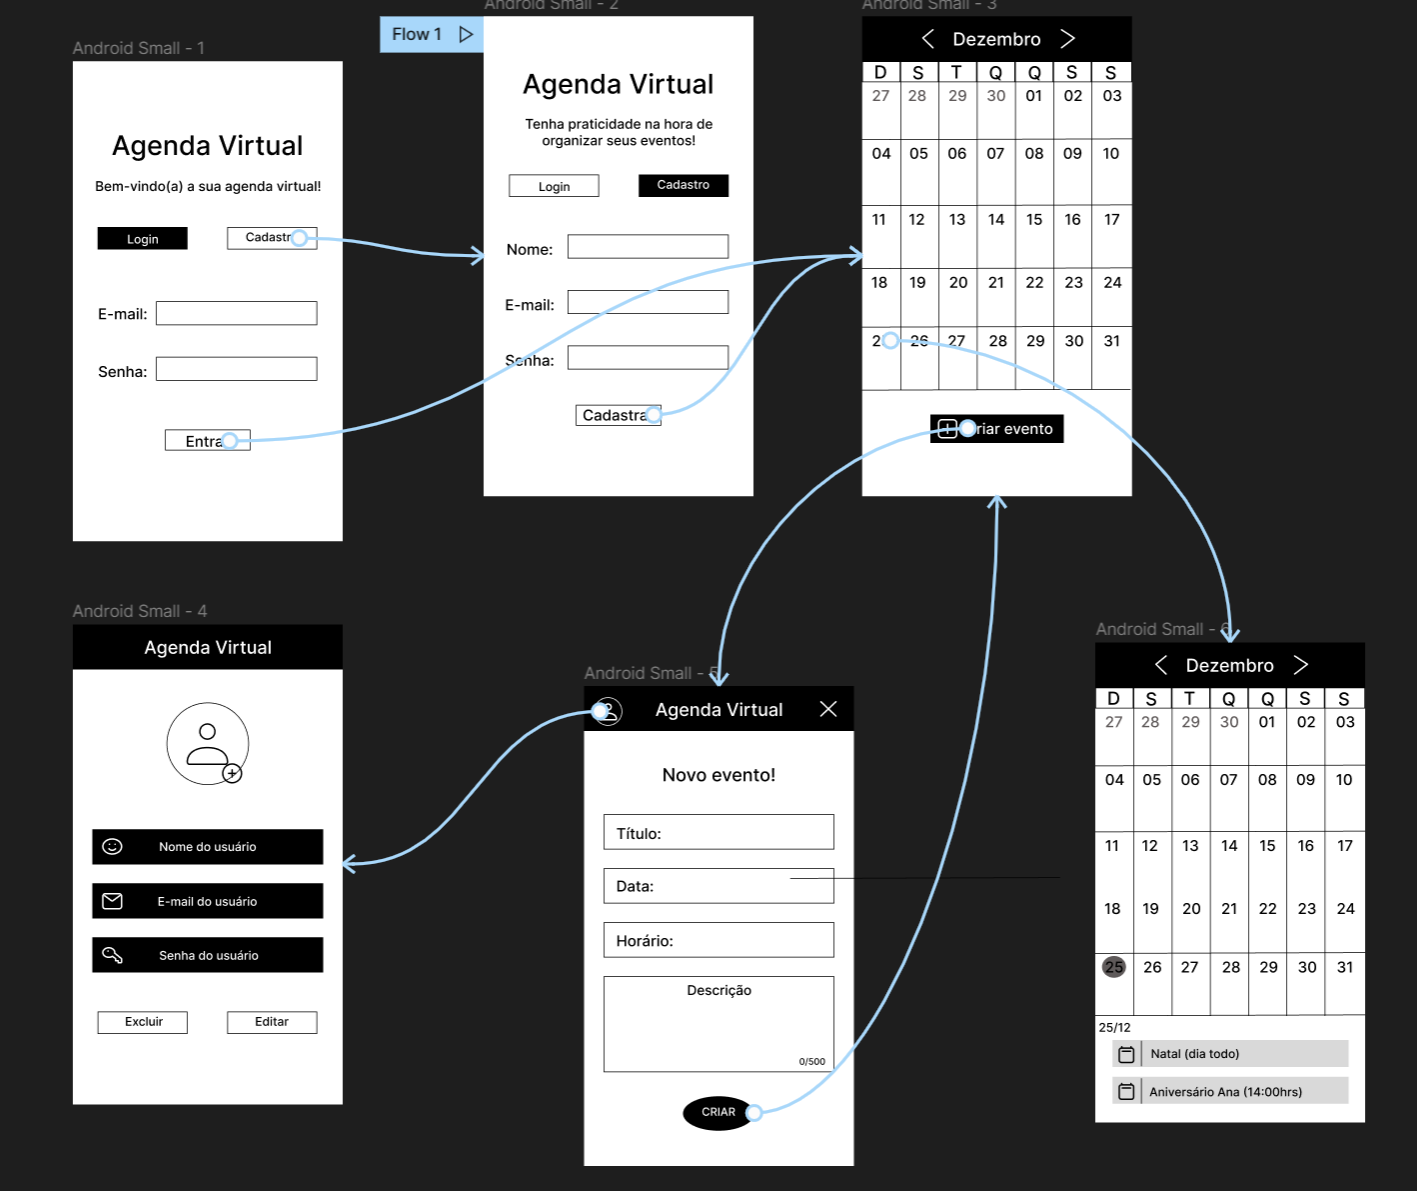 Android Small - 1
Agenda Virtual
Bem-vindo(a) a sua agenda virtual!
Login
Cadastr
E-mail:
Senha:
Entra
Flow 1
Android Small - 2
Agenda Virtual
Tenha praticidade na hora de
organizar seus eventos!
Login
Cadastro
Nome:
E-mail:
Senha:
Cadastra
Android Small - 3
Dezembro
D S T Q Q S S
27 28 29 30 01 02 03
04 05 06 07 08 09 10
11 12 13 14 15 16 17
18 19 20 21 22 23 24
2 26 27 28 29 30 31
riar evento
Android Small - 4
Agenda Virtual
Nome do usuário
E-mail do usuário
Senha do usuário
Excluir
Editar
Android Small - 5
Agenda Virtual
Novo evento!
Título:
Data:
Horário:
Descrição
0/500
CRIAR
Android Small - 6
Dezembro
D S T Q Q S S
27 28 29 30 01 02 03
04 05 06 07 08 09 10
11 12 13 14 15 16 17
18 19 20 21 22 23 24
25 26 27 28 29 30 31
25/12
Natal (dia todo)
Aniversário Ana (14:00hrs)